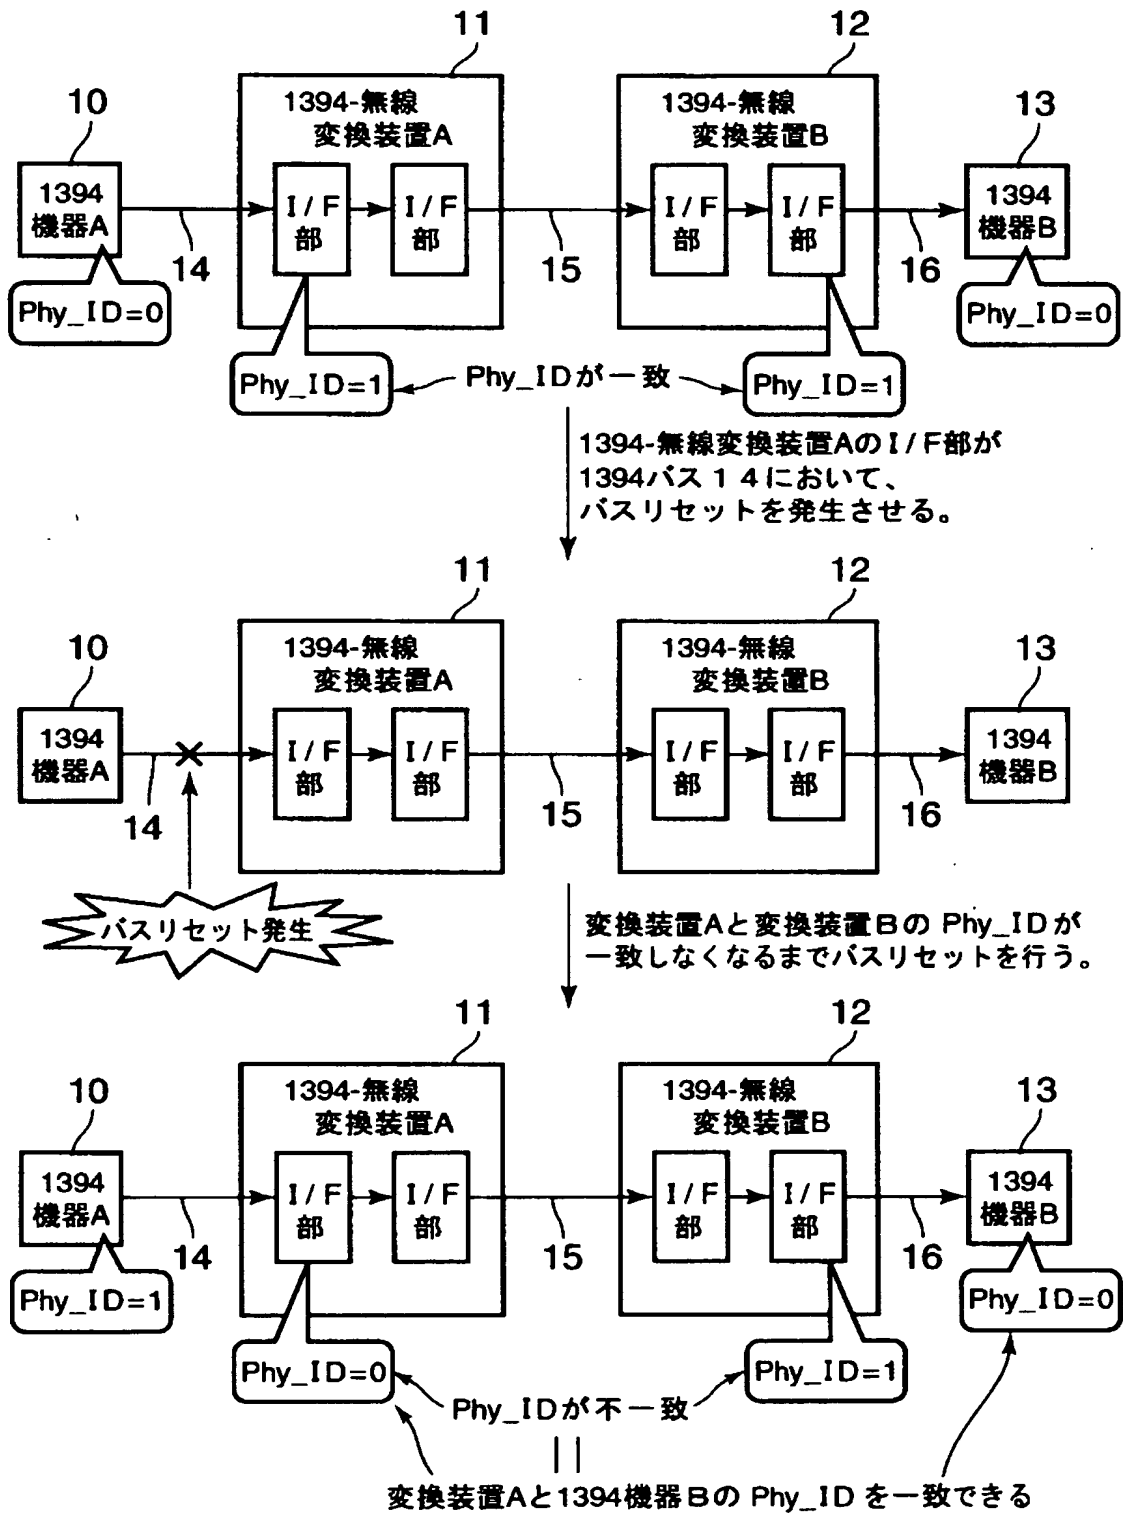 11
12
10
13
1394-無線
変換装置A
1394-無線
変換装置B
1394
機器A
I/F
部
I/F
部
I/F
部
I/F
部
1394
機器B
14
15
16
Phy_ID=0
Phy_ID=0
Phy_ID=1
Phy_IDが一致
Phy_ID=1
1394-無線変換装置AのI/F部が
1394バス14において、
バスリセットを発生させる。
11
12
10
13
1394-無線
変換装置A
1394-無線
変換装置B
1394
機器A
I/F
部
I/F
部
I/F
部
I/F
部
1394
機器B
14
15
16
バスリセット発生
変換装置Aと変換装置BのPhy_IDが
一致しなくなるまでバスリセットを行う。
11
12
10
13
1394-無線
変換装置A
1394-無線
変換装置B
1394
機器A
I/F
部
I/F
部
I/F
部
I/F
部
1394
機器B
14
15
16
Phy_ID=1
Phy_ID=0
Phy_ID=0
Phy_IDが不一致
Phy_ID=1
変換装置Aと1394機器BのPhy_IDを一致できる